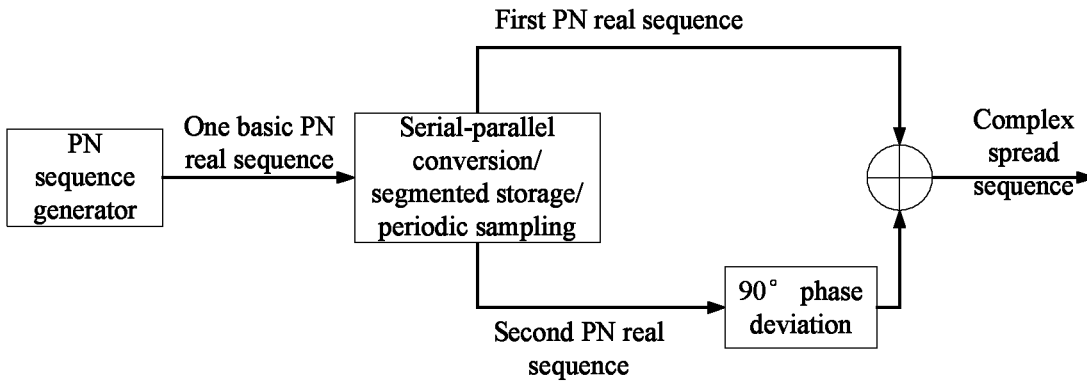 First PN real sequence
PN
sequence
generator
One basic PN
real sequence
Serial-parallel
conversion/
segmented storage/
periodic sampling
Complex
spread
sequence
90° phase
deviation
Second PN real
sequence